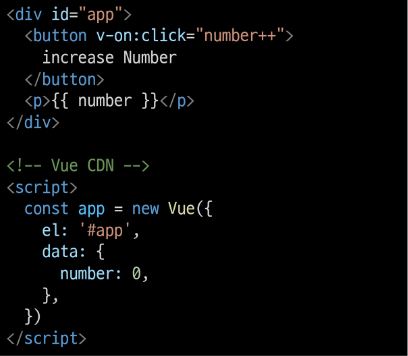 <div id="app">
  <button v-on:click="number++">
    increase Number
  </button>
  <p>{{ number }}</p>
</div>

<!-- Vue CDN -->
<script>
  const app = new Vue({
    el: '#app',
    data: {
      number: 0,
    },
  })
</script>